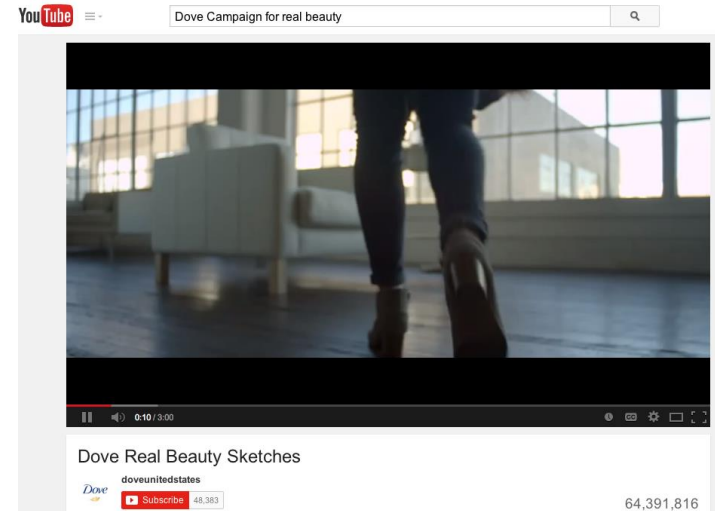 YouTube Dove Campaign for real beauty
0:10 / 3:00 CC
Dove Real Beauty Sketches
doveunitedstates
Dove Subscribe 48,383
64,391,816